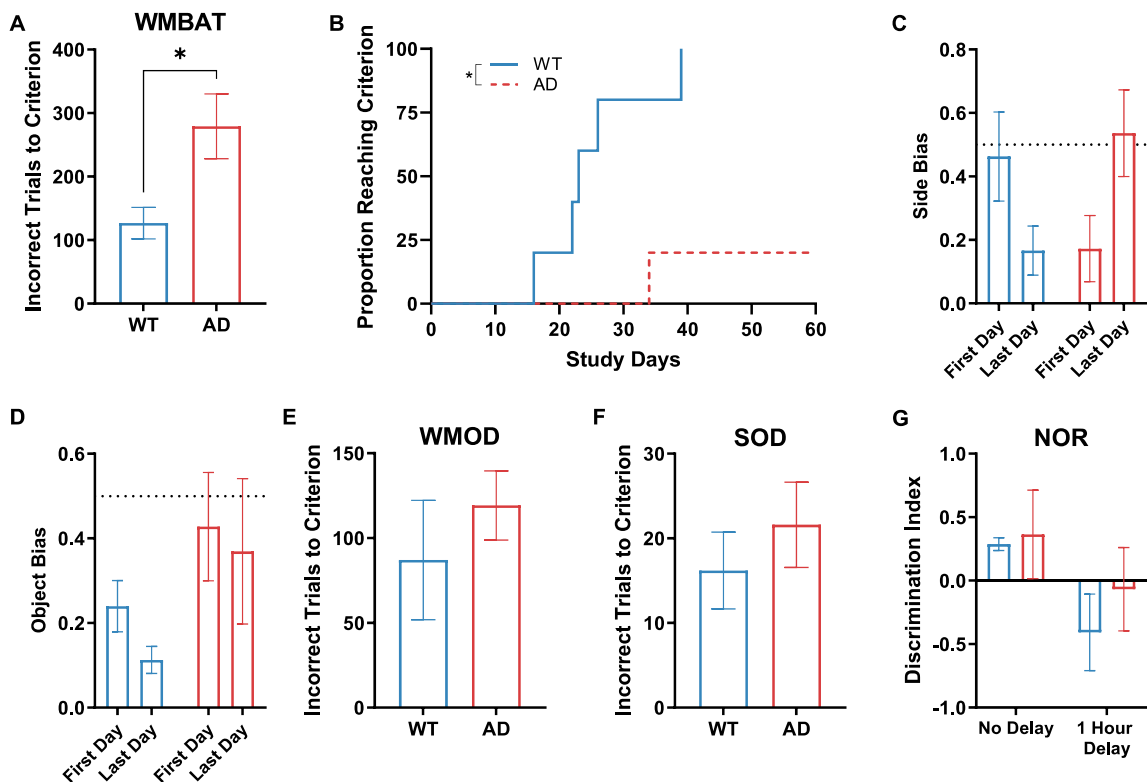 A
WMBAT
Incorrect Trials to Criterion
400
300
200
100
0
*
WT
AD
B
Proportion Reaching Criterion
100
75
50
25
0
* WT
AD
0 10 20 30 40 50 60
Study Days
C
Side Bias
0.8
0.6
0.4
0.2
0.0
First Day
Last Day
First Day
Last Day
D
Object Bias
0.6
0.4
0.2
0.0
First Day
Last Day
First Day
Last Day
E
WMOD
Incorrect Trials to Criterion
150
100
50
0
WT
AD
F
SOD
Incorrect Trials to Criterion
30
20
10
0
WT
AD
G
NOR
Discrimination Index
1.0
0.5
0.0
-0.5
-1.0
No Delay
1 Hour
Delay